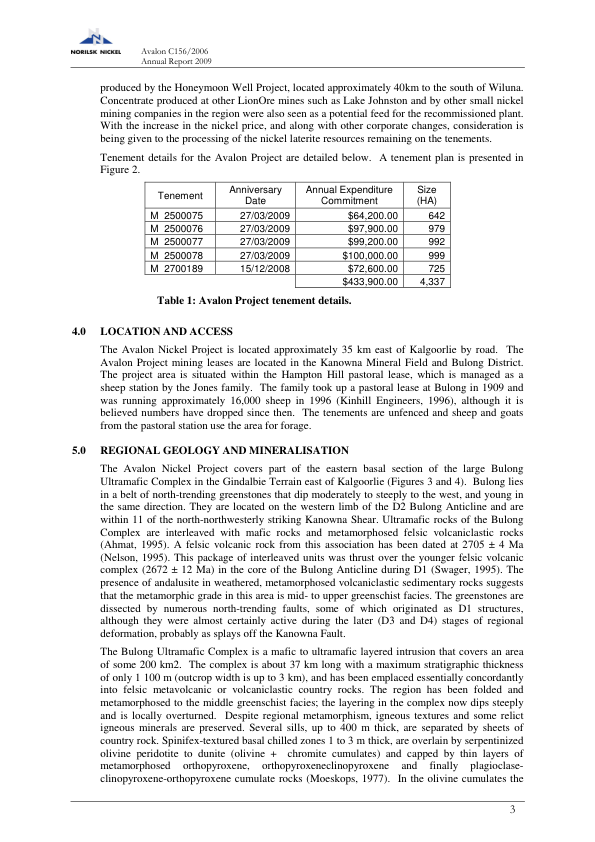 NORILSK NICKEL
Avalon C156/2006
Annual Report 2009
produced by the Honeymoon Well Project, located approximately 40km to the south of Wiluna.
Concentrate produced at other LionOre mines such as Lake Johnston and by other small nickel
mining companies in the region were also seen as a potential feed for the recommissioned plant.
With the increase in the nickel price, and along with other corporate changes, consideration is
being given to the processing of the nickel laterite resources remaining on the tenements.
Tenement details for the Avalon Project are detailed below. A tenement plan is presented in
Figure 2.
Tenement Anniversary Date Annual Expenditure Commitment Size (HA)
M 2500075 27/03/2009 $64,200.00 642
M 2500076 27/03/2009 $97,900.00 979
M 2500077 27/03/2009 $99,200.00 992
M 2500078 27/03/2009 $100,000.00 999
M 2700189 15/12/2008 $72,600.00 725
$433,900.00 4,337
Table 1: Avalon Project tenement details.
4.0 LOCATION AND ACCESS
The Avalon Nickel Project is located approximately 35 km east of Kalgoorlie by road. The
Avalon Project mining leases are located in the Kanowna Mineral Field and Bulong District.
The project area is situated within the Hampton Hill pastoral lease, which is managed as a
sheep station by the Jones family. The family took up a pastoral lease at Bulong in 1909 and
was running approximately 16,000 sheep in 1996 (Kinhill Engineers, 1996), although it is
believed numbers have dropped since then. The tenements are unfenced and sheep and goats
from the pastoral station use the area for forage.
5.0 REGIONAL GEOLOGY AND MINERALISATION
The Avalon Nickel Project covers part of the eastern basal section of the large Bulong
Ultramafic Complex in the Gindalbie Terrain east of Kalgoorlie (Figures 3 and 4). Bulong lies
in a belt of north-trending greenstones that dip moderately to steeply to the west, and young in
the same direction. They are located on the western limb of the D2 Bulong Anticline and are
within 11 of the north-northwesterly striking Kanowna Shear. Ultramafic rocks of the Bulong
Complex are interleaved with mafic rocks and metamorphosed felsic volcaniclastic rocks
(Ahmat, 1995). A felsic volcanic rock from this association has been dated at 2705 ± 4 Ma
(Nelson, 1995). This package of interleaved units was thrust over the younger felsic volcanic
complex (2672 ± 12 Ma) in the core of the Bulong Anticline during D1 (Swager, 1995). The
presence of andalusite in weathered, metamorphosed volcaniclastic sedimentary rocks suggests
that the metamorphic grade in this area is mid- to upper greenschist facies. The greenstones are
dissected by numerous north-trending faults, some of which originated as D1 structures,
although they were almost certainly active during the later (D3 and D4) stages of regional
deformation, probably as splays off the Kanowna Fault.
The Bulong Ultramafic Complex is a mafic to ultramafic layered intrusion that covers an area
of some 200 km2. The complex is about 37 km long with a maximum stratigraphic thickness
of only 1 100 m (outcrop width is up to 3 km), and has been emplaced essentially concordantly
into felsic metavolcanic or volcaniclastic country rocks. The region has been folded and
metamorphosed to the middle greenschist facies; the layering in the complex now dips steeply
and is locally overturned. Despite regional metamorphism, igneous textures and some relict
igneous minerals are preserved. Several sills, up to 400 m thick, are separated by sheets of
country rock. Spinifex-textured basal chilled zones 1 to 3 m thick, are overlain by serpentinized
olivine peridotite to dunite (olivine + chromite cumulates) and capped by thin layers of
metamorphosed orthopyroxene, orthopyroxeneclinopyroxene and finally plagioclase-
clinopyroxene-orthopyroxene cumulate rocks (Moeskops, 1977). In the olivine cumulates the
3